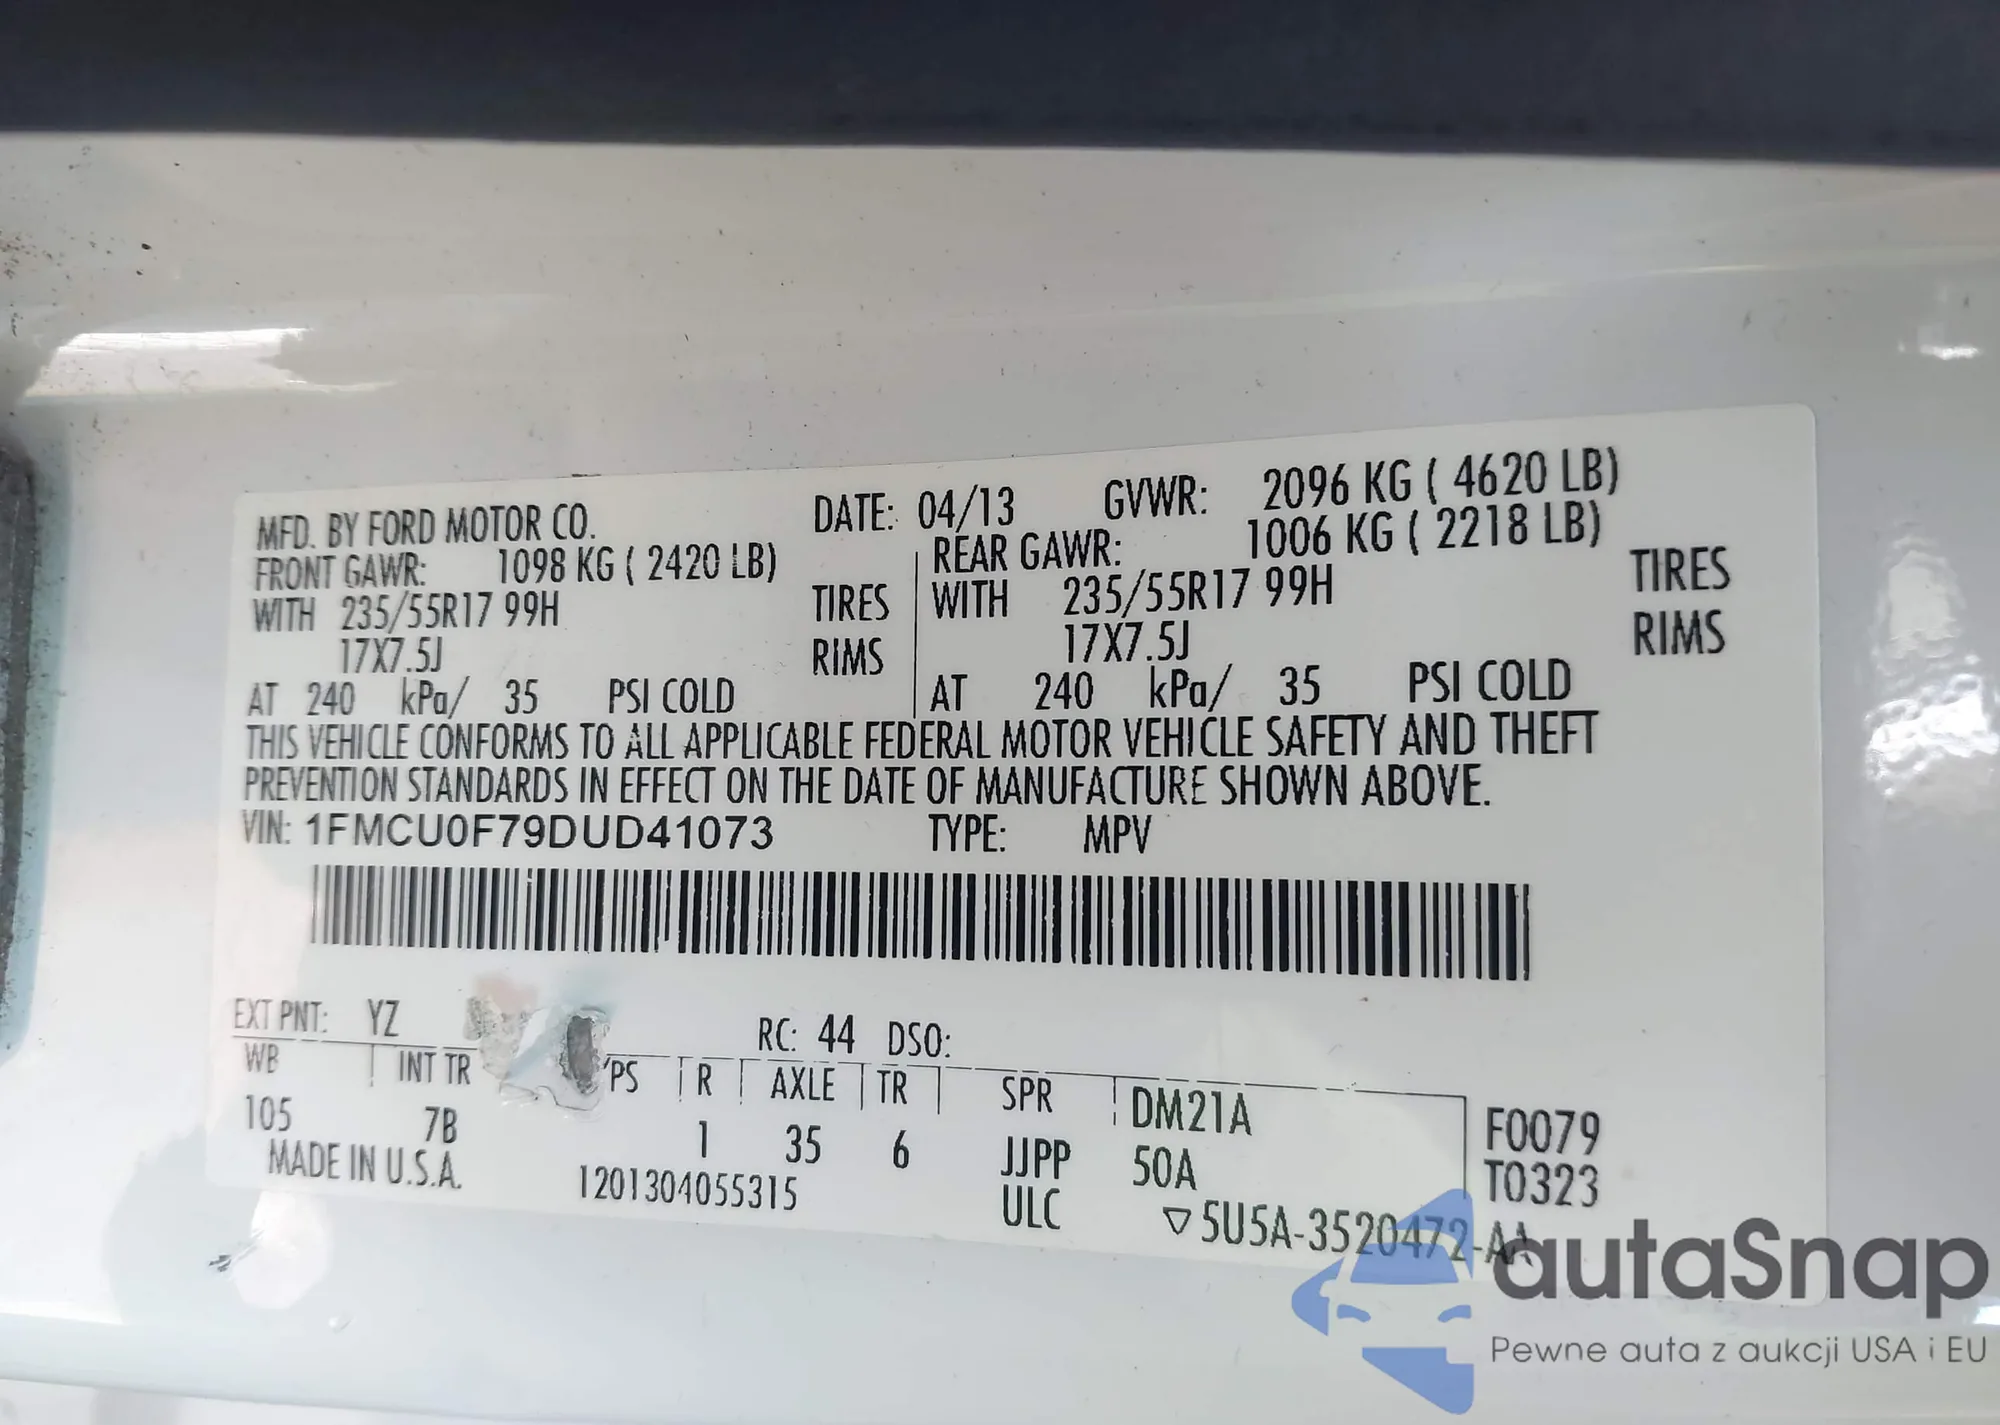 MFD. BY FORD MOTOR CO. DATE: 04/13 GVWR: 2096 KG ( 4620 LB)
FRONT GAWR: 1098 KG ( 2420 LB) REAR GAWR: 1006 KG ( 2218 LB)
WITH 235/55R17 99H TIRES WITH 235/55R17 99H TIRES
17X7.5J RIMS 17X7.5J RIMS
AT 240 kPa/ 35 PSI COLD AT 240 kPa/ 35 PSI COLD
THIS VEHICLE CONFORMS TO ALL APPLICABLE FEDERAL MOTOR VEHICLE SAFETY AND THEFT
PREVENTION STANDARDS IN EFFECT ON THE DATE OF MANUFACTURE SHOWN ABOVE.
VIN: 1FMCU0F79DUD41073 TYPE: MPV
EXT PNT: YZ RC: 44 DSO:
WB INT TR PS R AXLE TR SPR DM21A F0079
105 7B 1 35 6 JJPP 50A T0323
MADE IN U.S.A. 1201304055315 ULC ▽5U5A-3520472-AA
autaSnap
Pewne auta z aukcji USA i EU